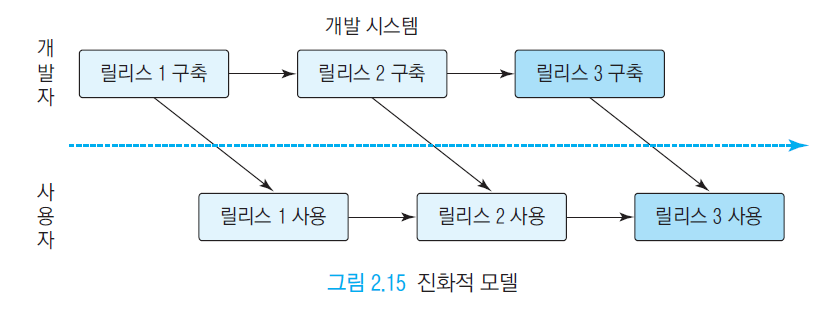 개발 시스템
개발자
릴리스 1 구축
릴리스 2 구축
릴리스 3 구축
사용자
릴리스 1 사용
릴리스 2 사용
릴리스 3 사용
그림 2.15 진화적 모델